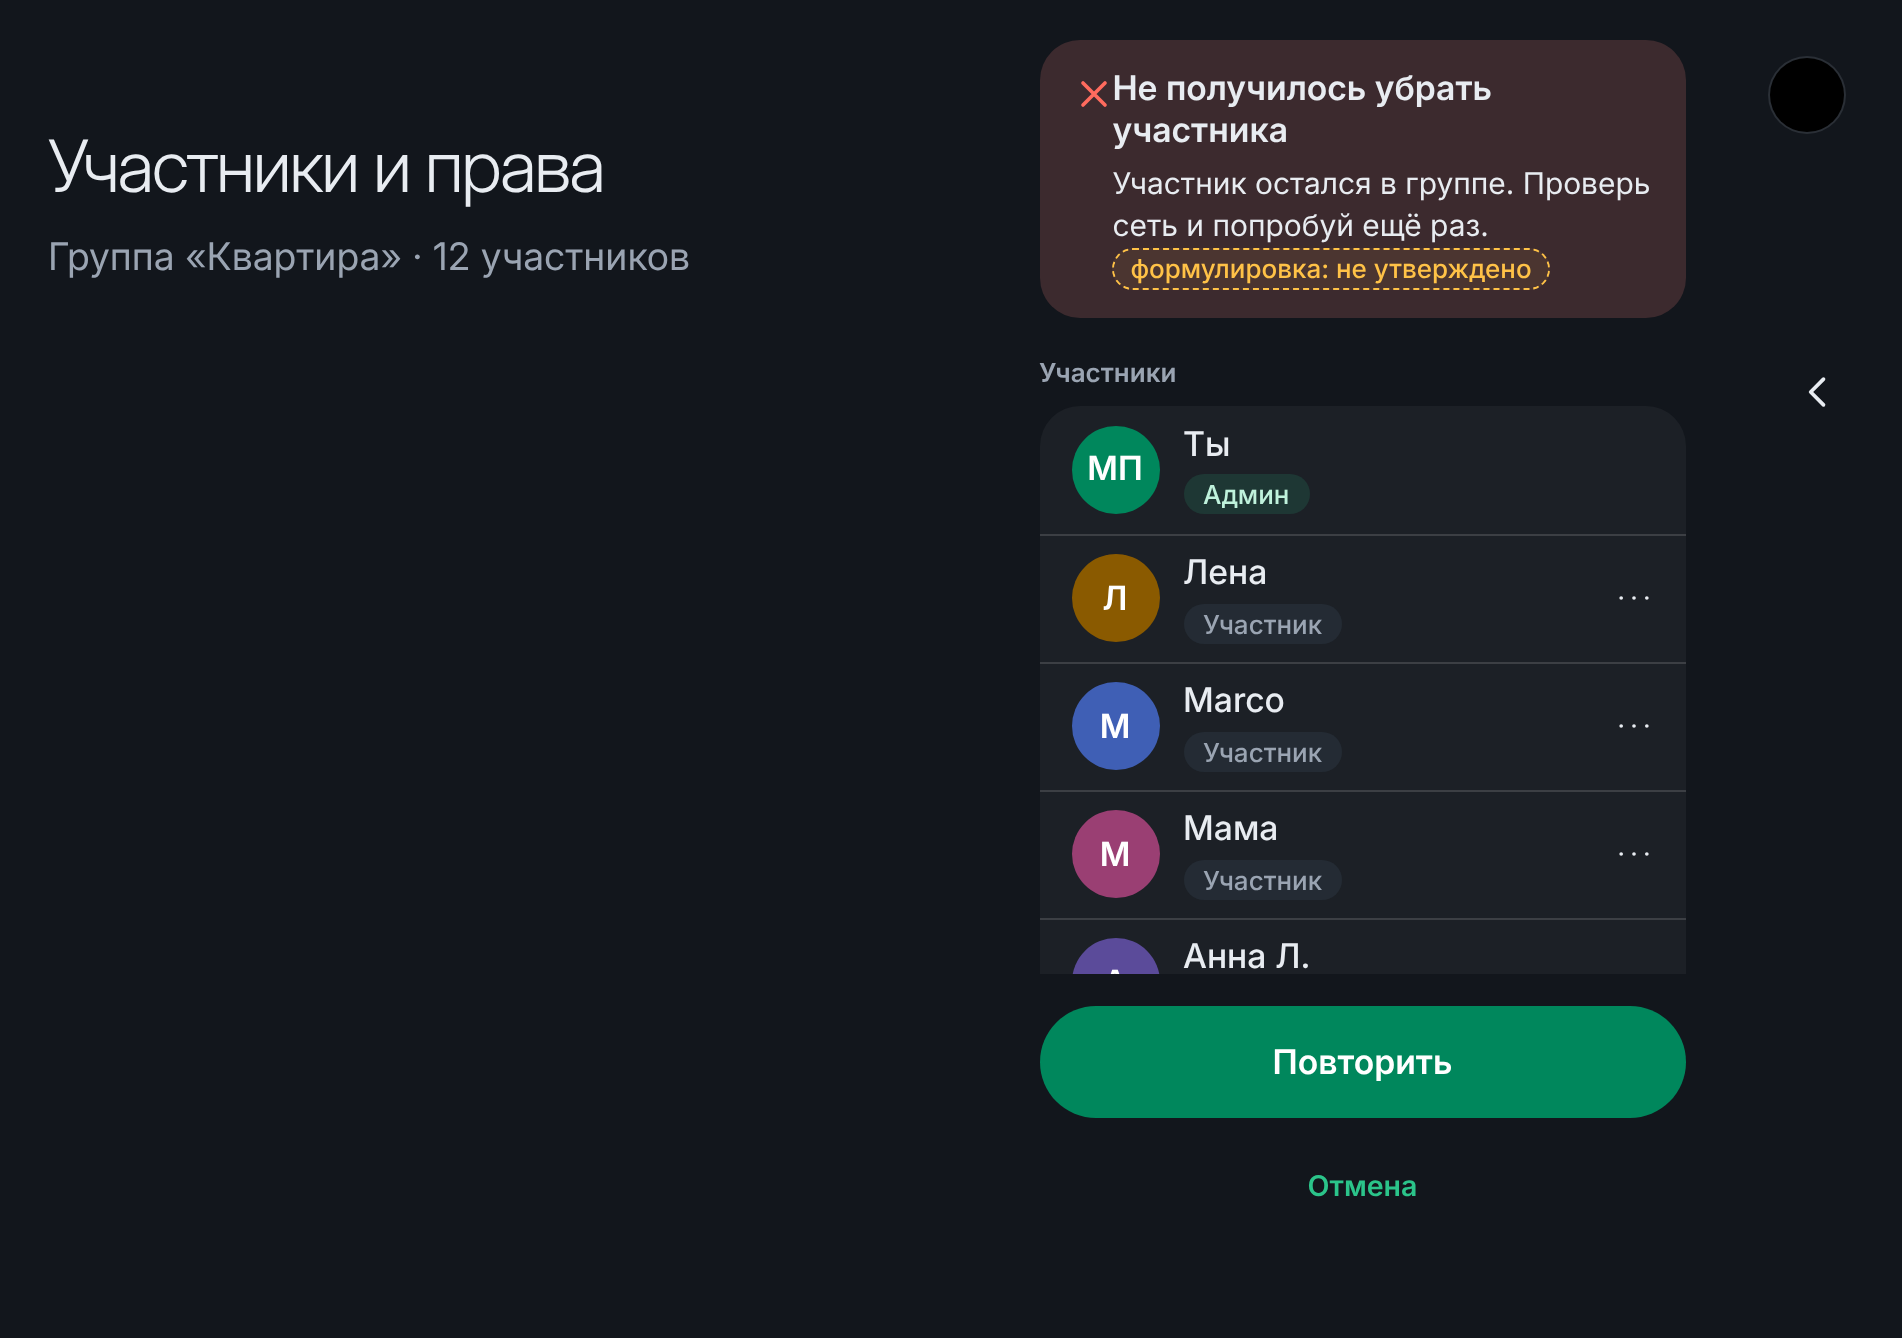 Участники и права
Группа «Квартира» · 12 участников
Не получилось убрать
участника
Участник остался в группе. Проверь
сеть и попробуй ещё раз.
формулировка: не утверждено
Участники
МП
Ты
Админ
Л
Лена
Участник
M
Marco
Участник
М
Мама
Участник
Анна Л.
Повторить
Отмена